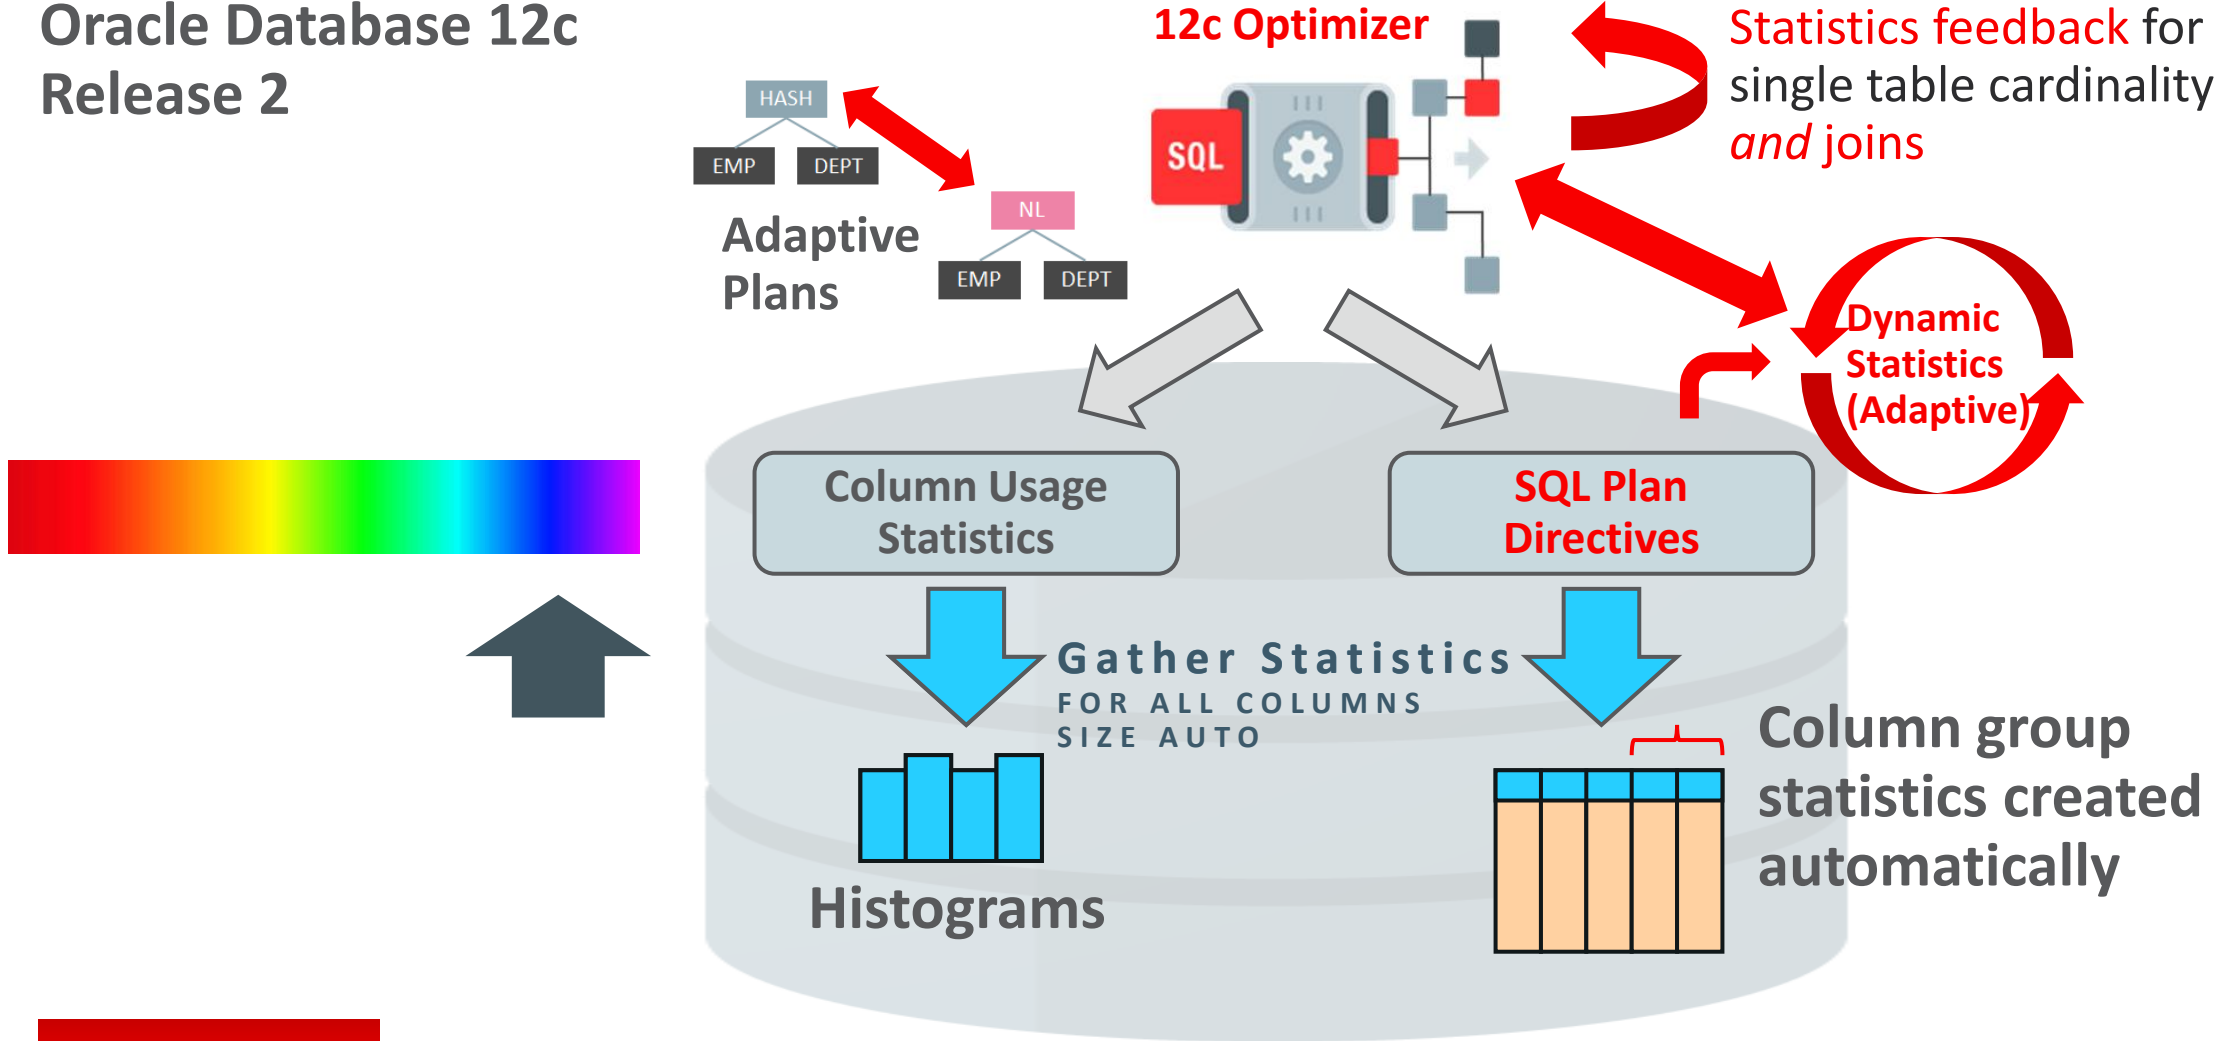 Oracle Database 12c
Release 2
12c Optimizer
Statistics feedback for
single table cardinality
and joins
HASH
EMP
DEPT
SQL
NL
EMP
DEPT
Adaptive
Plans
Dynamic
Statistics
(Adaptive)
Column Usage
Statistics
SQL Plan
Directives
Gather Statistics
FOR ALL COLUMNS
SIZE AUTO
Histograms
Column group
statistics created
automatically